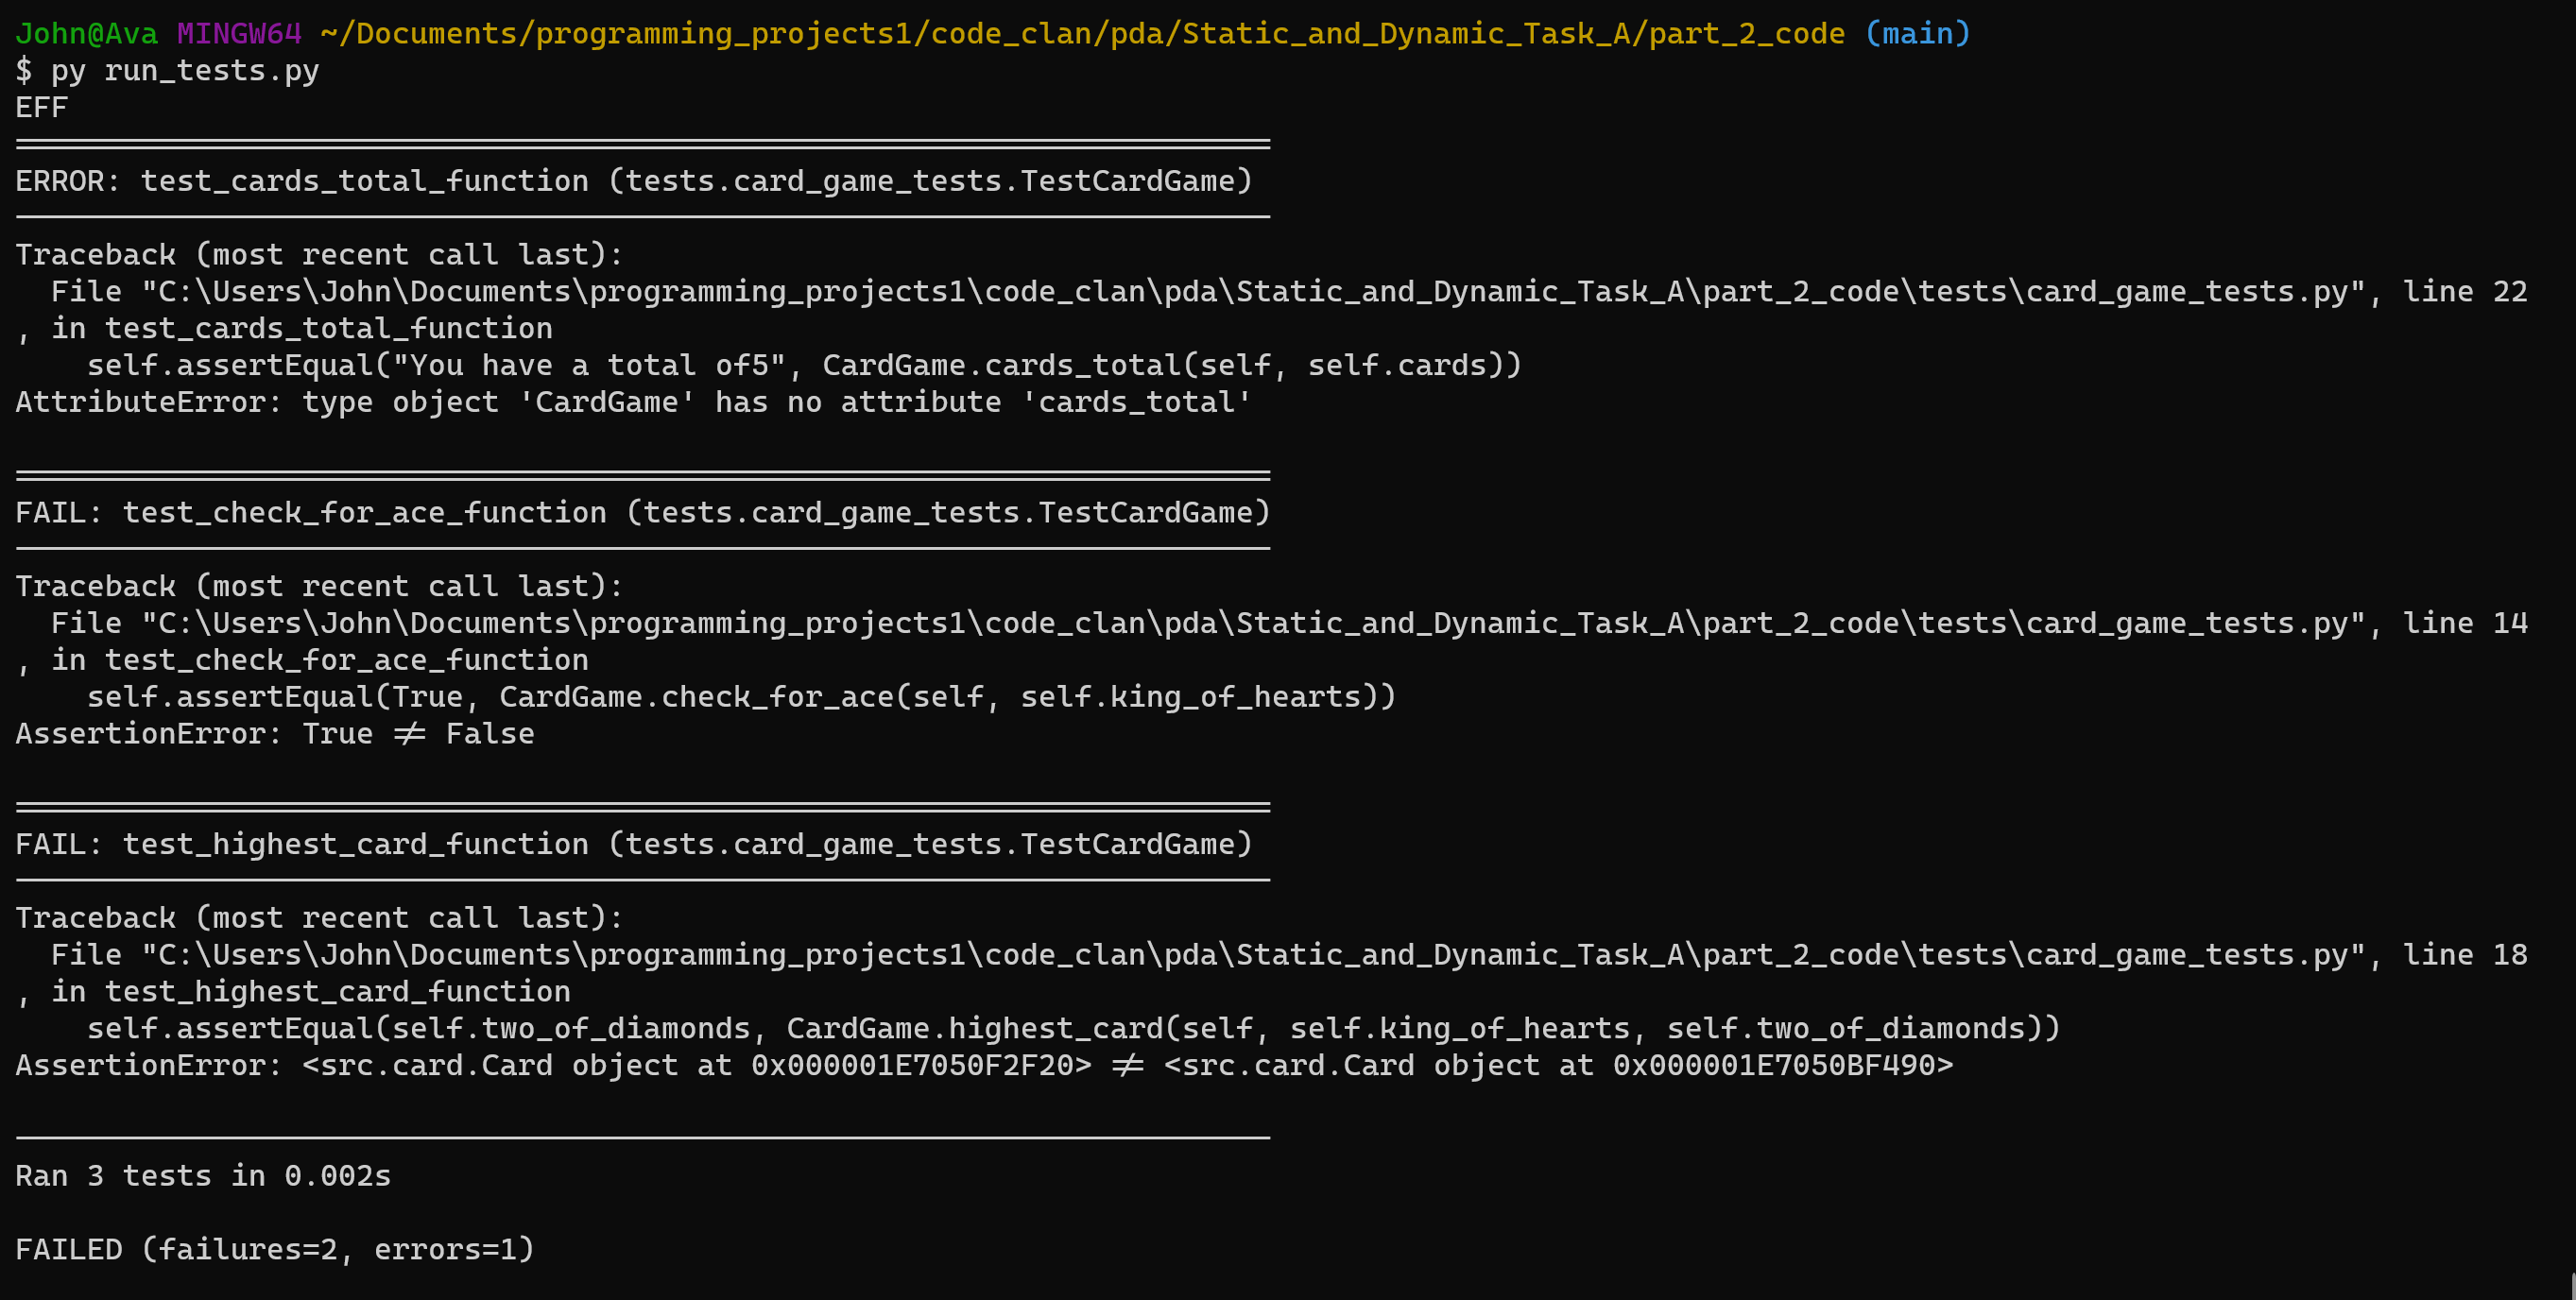 John@Ava MINGW64 ~/Documents/programming_projects1/code_clan/pda/Static_and_Dynamic_Task_A/part_2_code (main)
$ py run_tests.py
EFF
======================================================================
ERROR: test_cards_total_function (tests.card_game_tests.TestCardGame)
----------------------------------------------------------------------
Traceback (most recent call last):
  File "C:\Users\John\Documents\programming_projects1\code_clan\pda\Static_and_Dynamic_Task_A\part_2_code\tests\card_game_tests.py", line 22
, in test_cards_total_function
    self.assertEqual("You have a total of5", CardGame.cards_total(self, self.cards))
AttributeError: type object 'CardGame' has no attribute 'cards_total'

======================================================================
FAIL: test_check_for_ace_function (tests.card_game_tests.TestCardGame)
----------------------------------------------------------------------
Traceback (most recent call last):
  File "C:\Users\John\Documents\programming_projects1\code_clan\pda\Static_and_Dynamic_Task_A\part_2_code\tests\card_game_tests.py", line 14
, in test_check_for_ace_function
    self.assertEqual(True, CardGame.check_for_ace(self, self.king_of_hearts))
AssertionError: True != False

======================================================================
FAIL: test_highest_card_function (tests.card_game_tests.TestCardGame)
----------------------------------------------------------------------
Traceback (most recent call last):
  File "C:\Users\John\Documents\programming_projects1\code_clan\pda\Static_and_Dynamic_Task_A\part_2_code\tests\card_game_tests.py", line 18
, in test_highest_card_function
    self.assertEqual(self.two_of_diamonds, CardGame.highest_card(self, self.king_of_hearts, self.two_of_diamonds))
AssertionError: <src.card.Card object at 0x000001E7050F2F20> != <src.card.Card object at 0x000001E7050BF490>

----------------------------------------------------------------------
Ran 3 tests in 0.002s

FAILED (failures=2, errors=1)